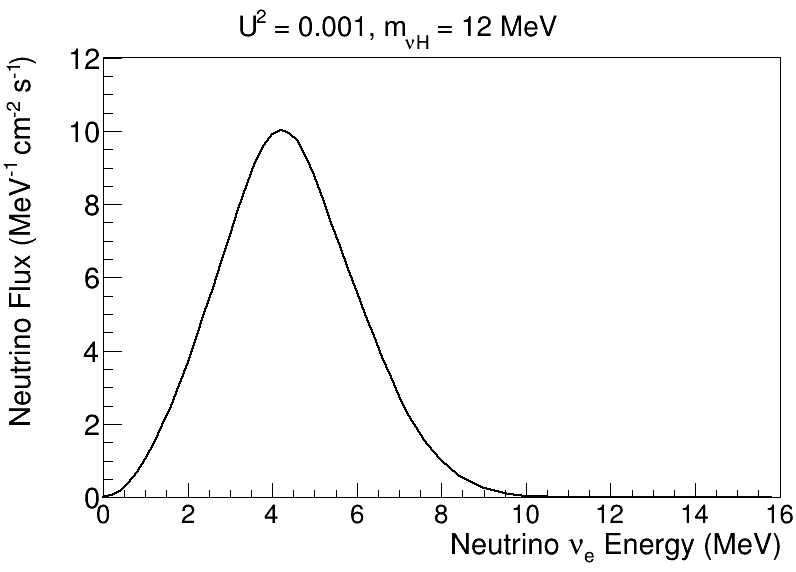 U² = 0.001, m_νH = 12 MeV
Neutrino Flux (MeV⁻¹ cm⁻² s⁻¹)
12
10
8
6
4
2
0
0 2 4 6 8 10 12 14 16
Neutrino ν_e Energy (MeV)